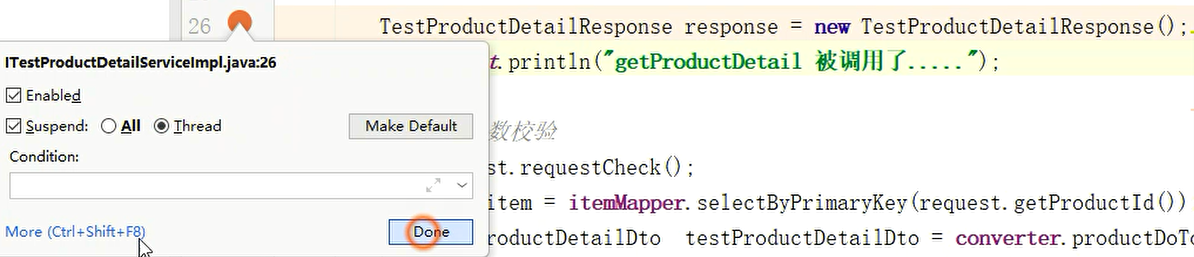 26 TestProductDetailResponse response = new TestProductDetailResponse();
ITestProductDetailServiceImpl.java:26
t.println("getProductDetail 被调用了.....");
Enabled
Suspend: All Thread Make Default
数校验
Condition:
st.requestCheck();
item = itemMapper.selectByPrimaryKey(request.getProductId())
More (Ctrl+Shift+F8) Done
roductDetailDto testProductDetailDto = converter.productDoTo